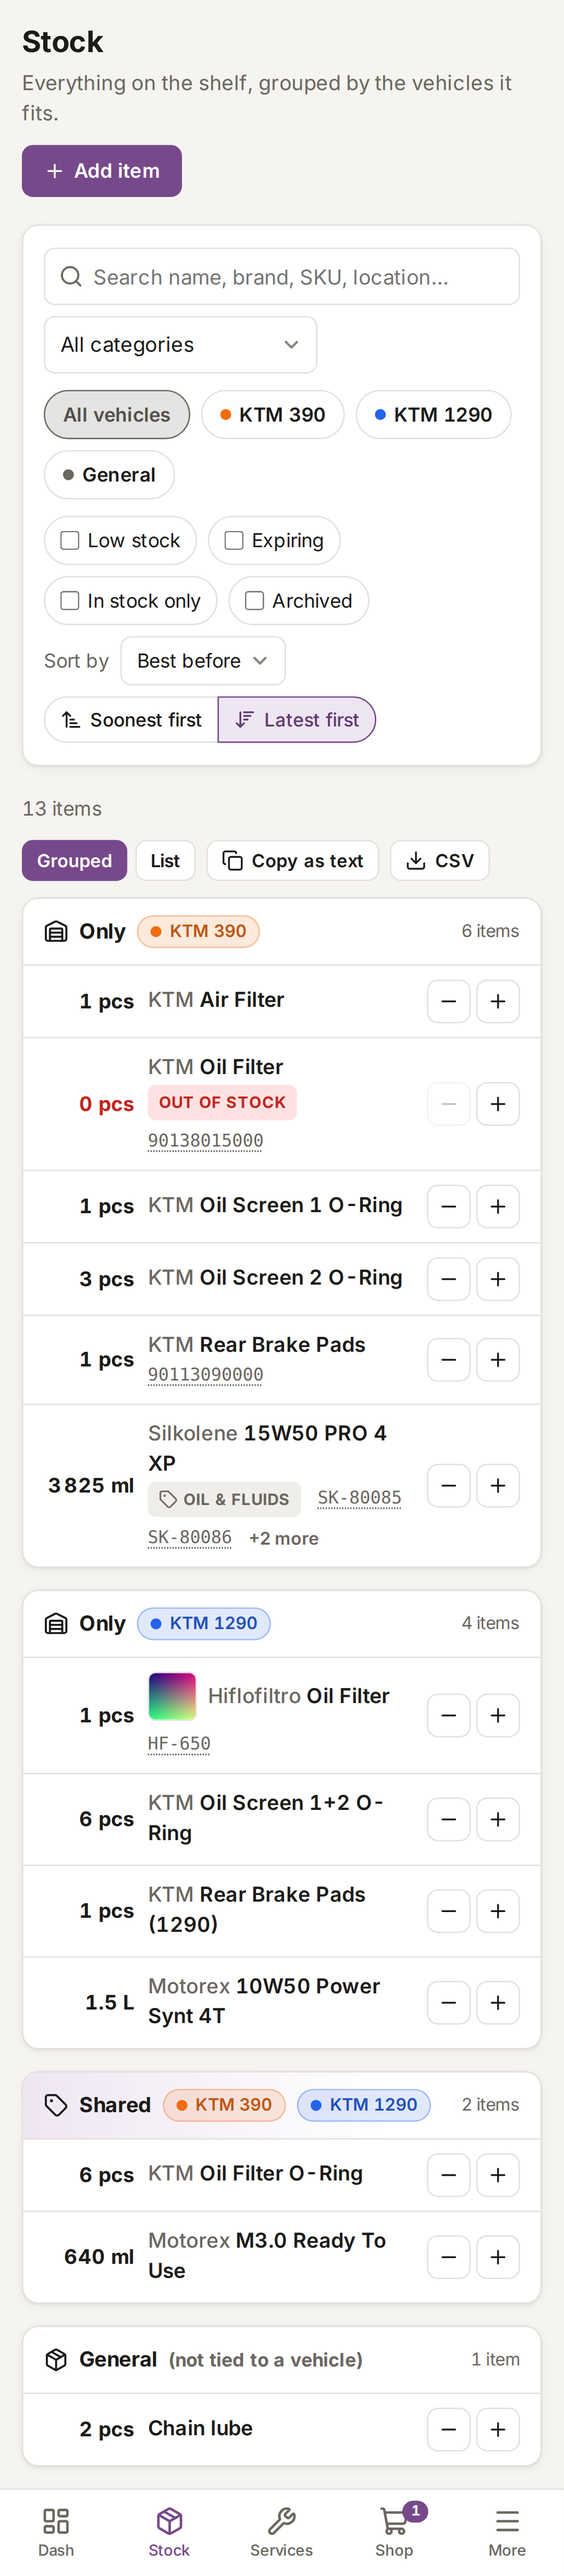 Stock
Everything on the shelf, grouped by the vehicles it
fits.
+ Add item
Search name, brand, SKU, location...
All categories
All vehicles KTM 390 KTM 1290
General
Low stock Expiring
In stock only Archived
Sort by Best before
Soonest first Latest first
13 items
Grouped List Copy as text CSV
Only KTM 390 6 items
1 pcs KTM Air Filter − +
KTM Oil Filter
0 pcs OUT OF STOCK − +
90138015000
1 pcs KTM Oil Screen 1 O-Ring − +
3 pcs KTM Oil Screen 2 O-Ring − +
1 pcs KTM Rear Brake Pads − +
90113090000
Silkolene 15W50 PRO 4
XP
3 825 ml OIL & FLUIDS SK-80085 − +
SK-80086 +2 more
Only KTM 1290 4 items
1 pcs Hiflofiltro Oil Filter − +
HF-650
6 pcs KTM Oil Screen 1+2 O-
Ring − +
1 pcs KTM Rear Brake Pads
(1290) − +
1.5 L Motorex 10W50 Power
Synt 4T − +
Shared KTM 390 KTM 1290 2 items
6 pcs KTM Oil Filter O-Ring − +
640 ml Motorex M3.0 Ready To
Use − +
General (not tied to a vehicle) 1 item
2 pcs Chain lube − +
1
Dash Stock Services Shop More